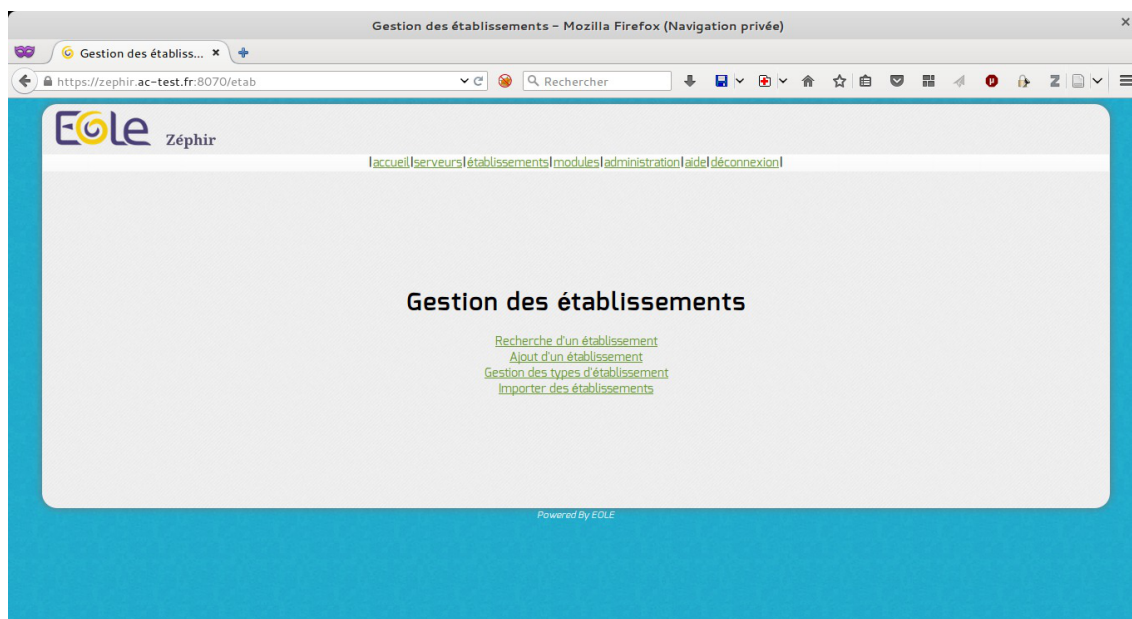 Gestion des établissements - Mozilla Firefox (Navigation privée)
Gestion des établiss...
https://zephir.ac-test.fr:8070/etab
Rechercher
EOLE Zéphir
|accueil|serveurs|établissements|modules|administration|aide|déconnexion|
Gestion des établissements
Recherche d'un établissement
Ajout d'un établissement
Gestion des types d'établissement
Importer des établissements
Powered By EOLE